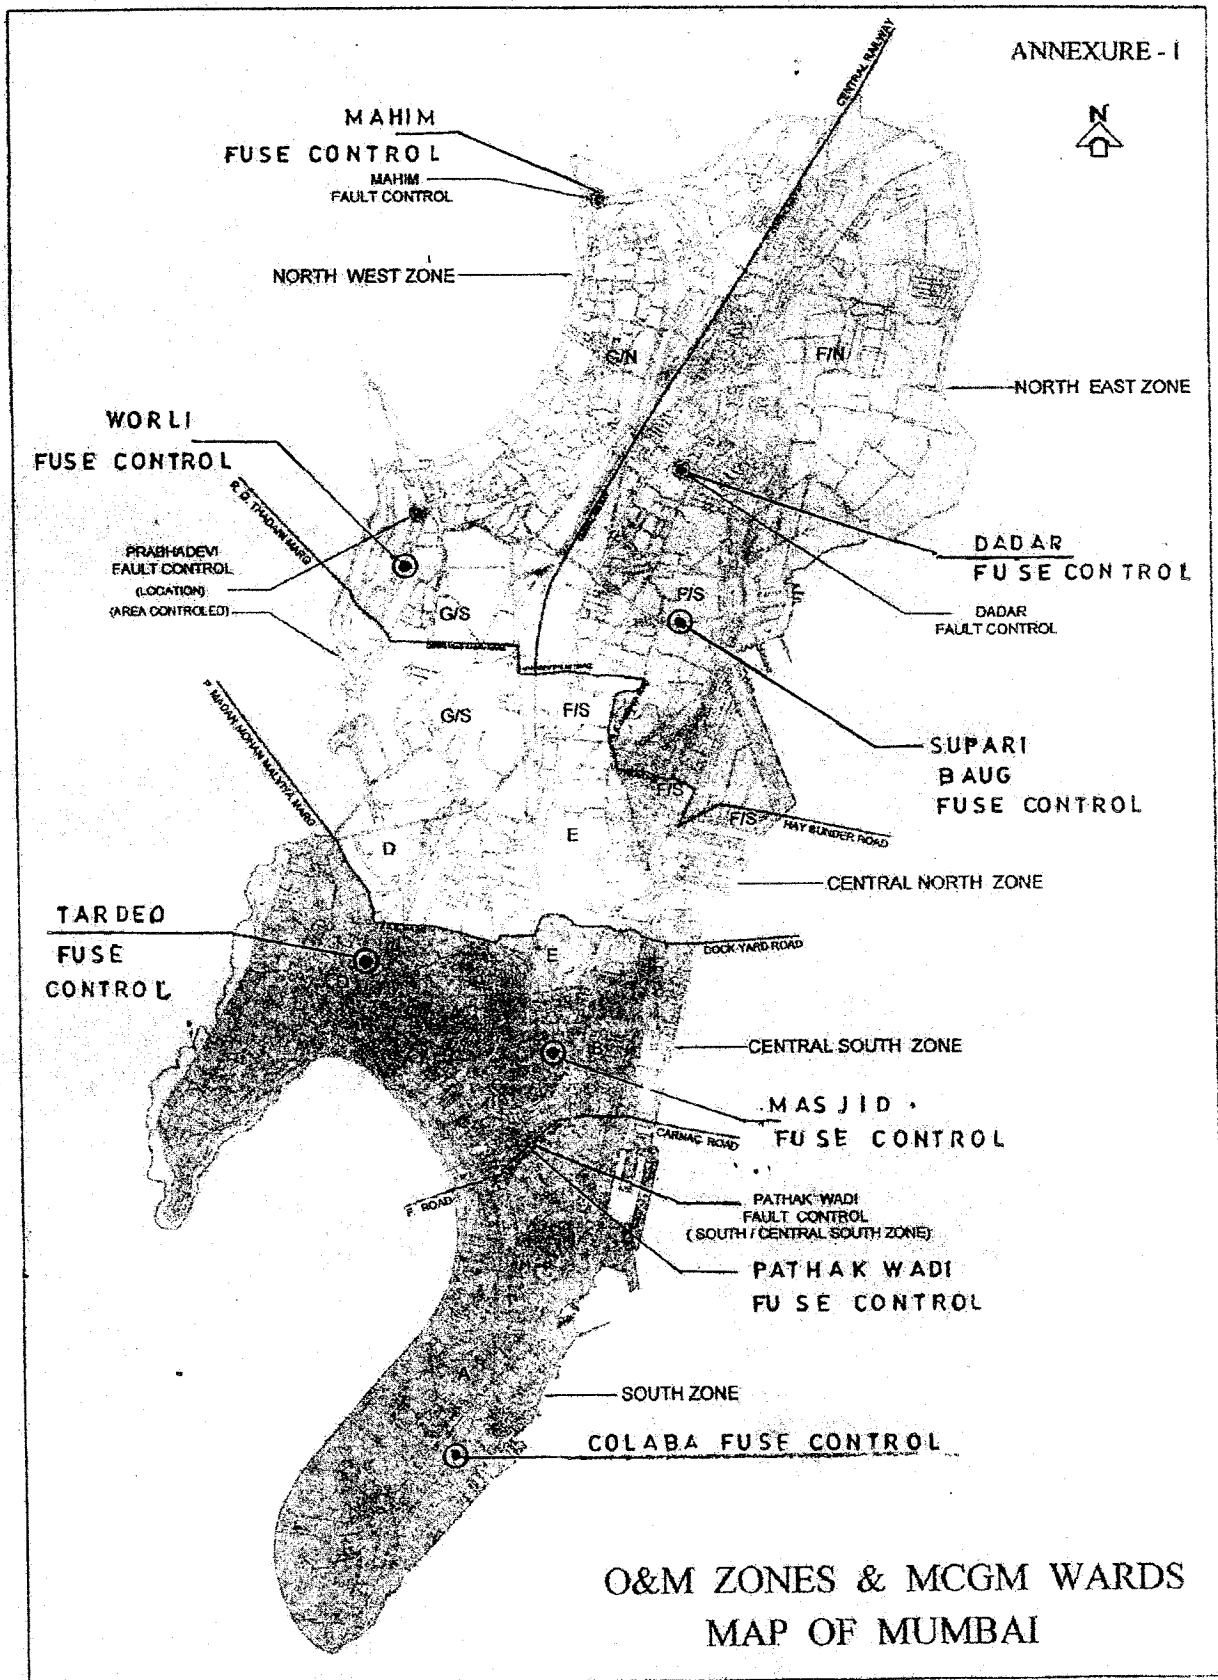 ANNEXURE - I
N
CENTRAL RAILWAY
MAHIM
FUSE CONTROL
MAHIM
FAULT CONTROL
NORTH WEST ZONE
G/N
F/N
NORTH EAST ZONE
WORLI
FUSE CONTROL
R. G. THADANI MARG
PRABHADEVI
FAULT CONTROL
(LOCATION)
(AREA CONTROLED)
DADAR
FUSE CONTROL
DADAR
FAULT CONTROL
G/S
F/S
G/S
F/S
P. MADAN MOHAN MALVIYA MARG
SUPARI
BAUG
FUSE CONTROL
F/S
F/S
HAY BUNDER ROAD
D
E
CENTRAL NORTH ZONE
TARDEO
FUSE
CONTROL
E
DOCK YARD ROAD
D
B
CENTRAL SOUTH ZONE
MASJID
FUSE CONTROL
CARNAC ROAD
F. ROAD
PATHAK WADI
FAULT CONTROL
( SOUTH / CENTRAL SOUTH ZONE)
C
PATHAK WADI
FUSE CONTROL
A
SOUTH ZONE
COLABA FUSE CONTROL
O&M ZONES & MCGM WARDS
MAP OF MUMBAI